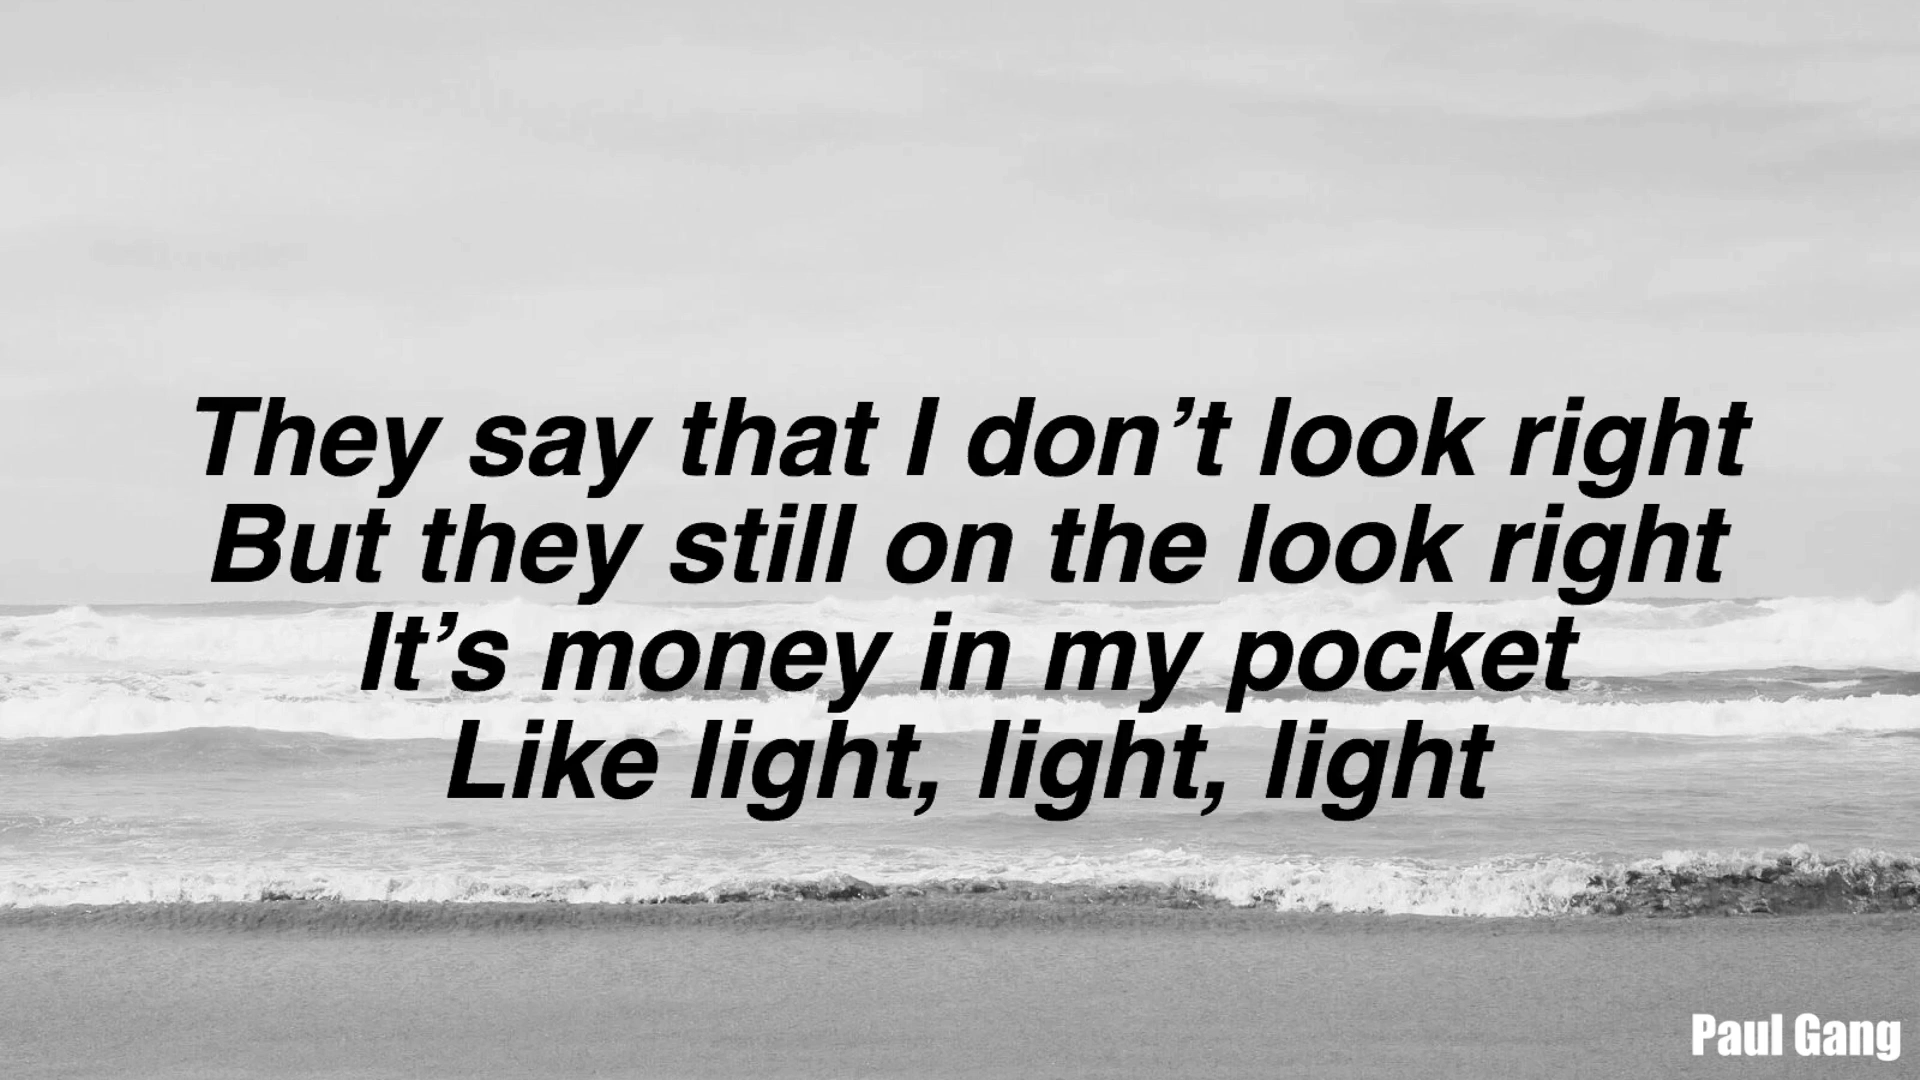 They say that I don’t look right
But they still on the look right
It’s money in my pocket
Like light, light, light
Paul Gang